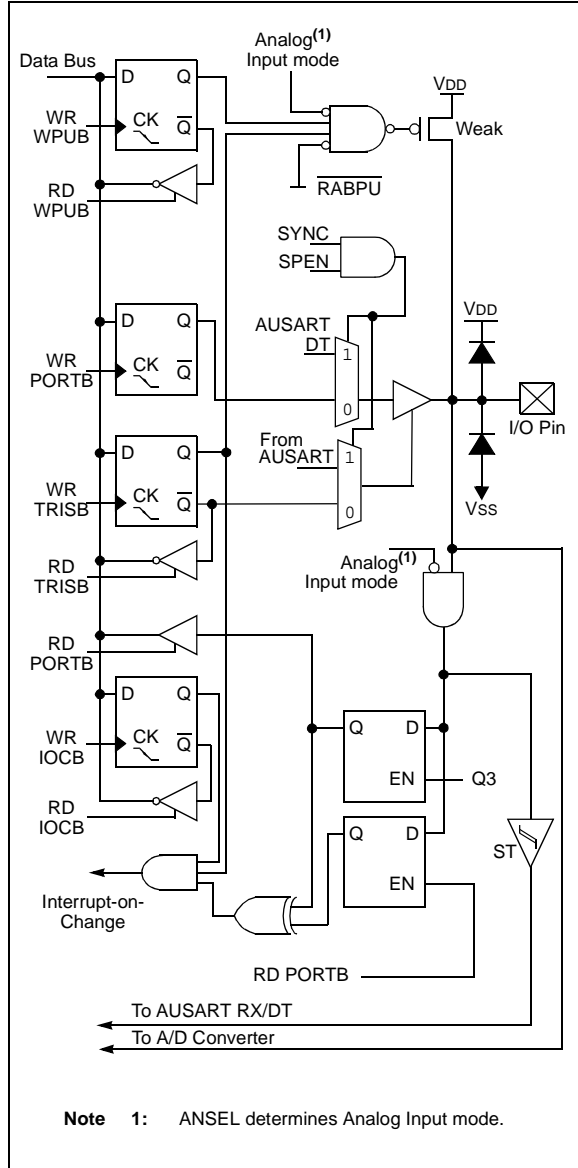 Analog(1)
Input mode
Data Bus
D Q
VDD
WR
WPUB
CK Q
Weak
RD
WPUB
RABPU
SYNC
SPEN
D Q
AUSART
DT
1
VDD
WR
PORTB
CK Q
0
I/O Pin
From
AUSART
1
D Q
WR
TRISB
CK Q
0
VSS
RD
TRISB
Analog(1)
Input mode
RD
PORTB
D Q
Q D
WR
IOCB
CK Q
EN
Q3
RD
IOCB
Q D
ST
EN
Interrupt-on-
Change
RD PORTB
To AUSART RX/DT
To A/D Converter
Note 1: ANSEL determines Analog Input mode.